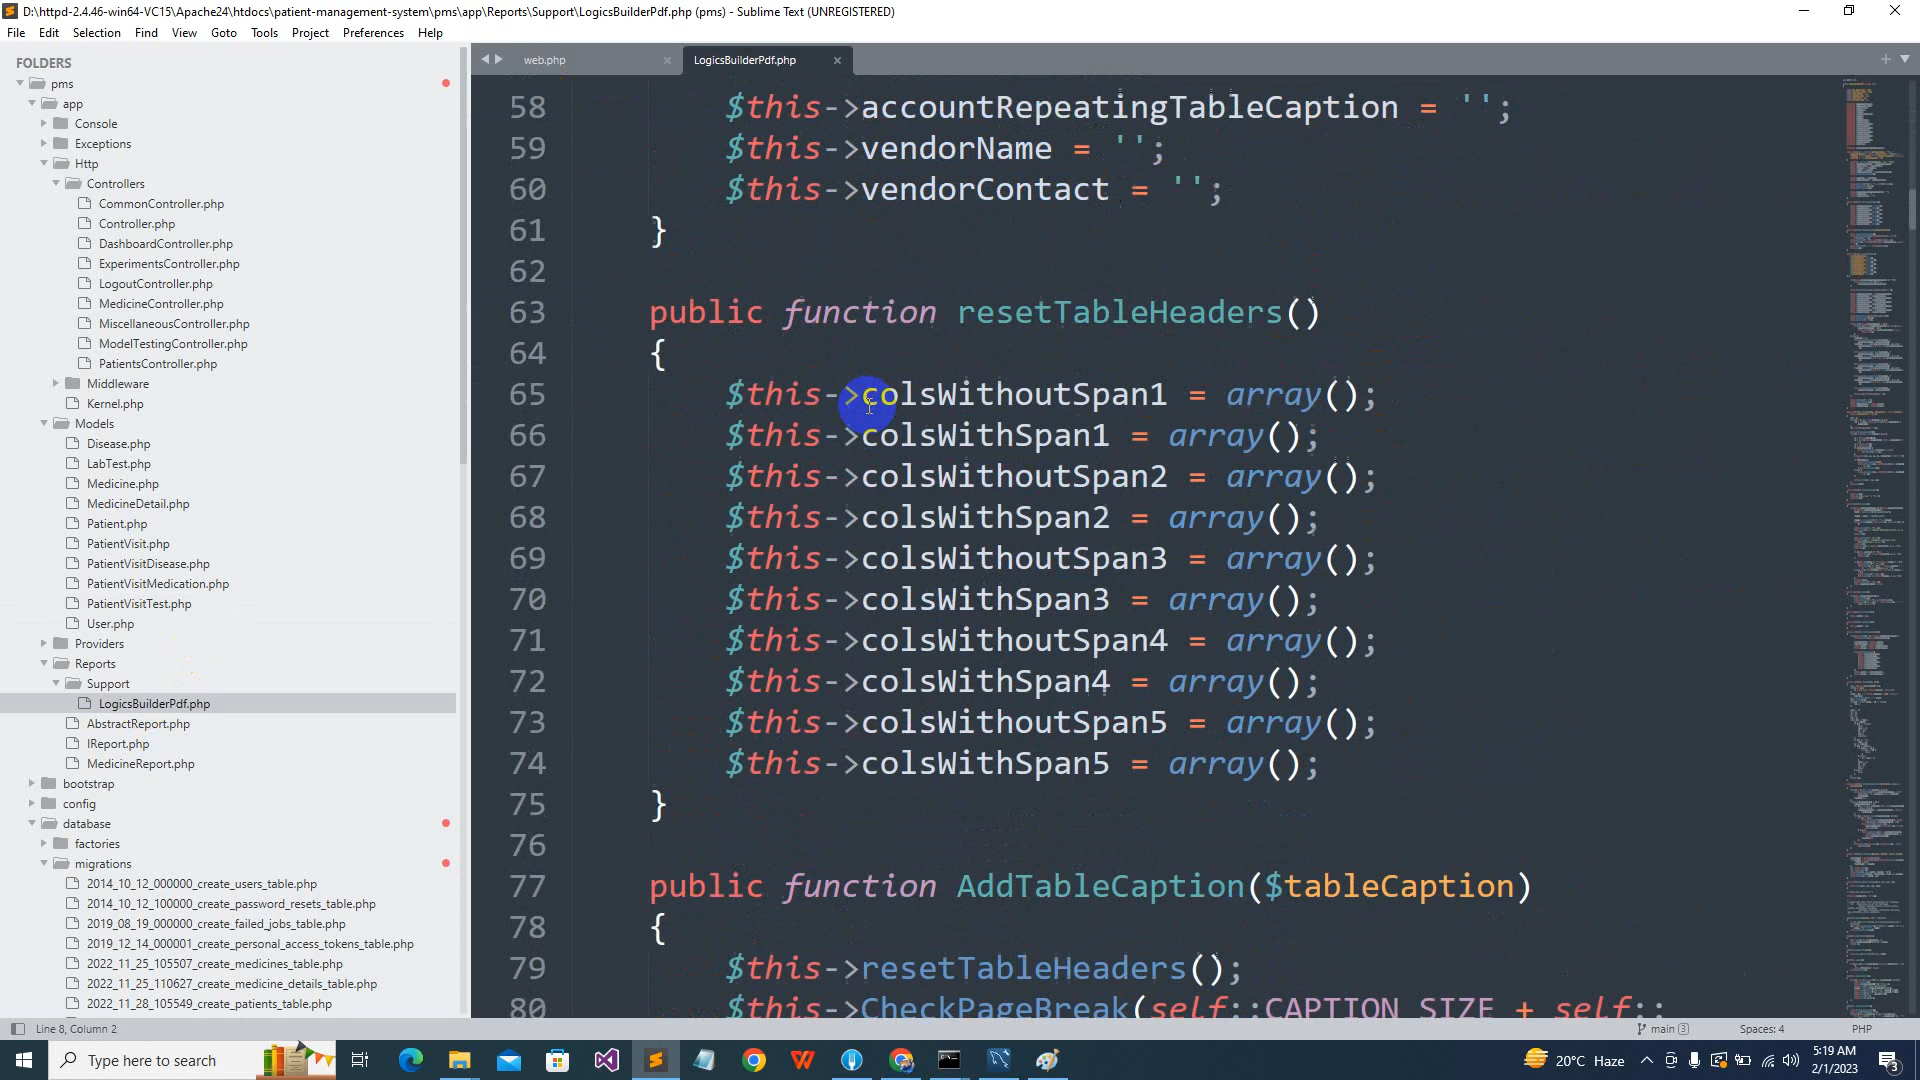 D:\httpd-2.4.46-win64-VC15\Apache24\htdocs\patient-management-system\pms\app\Reports\Support\LogicsBuilderPdf.php (pms) - Sublime Text (UNREGISTERED)
File Edit Selection Find View Goto Tools Project Preferences Help
FOLDERS
pms
app
Console
Exceptions
Http
Controllers
CommonController.php
Controller.php
DashboardController.php
ExperimentsController.php
LogoutController.php
MedicineController.php
MiscellaneousController.php
ModelTestingController.php
PatientsController.php
Middleware
Kernel.php
Models
Disease.php
LabTest.php
Medicine.php
MedicineDetail.php
Patient.php
PatientVisit.php
PatientVisitDisease.php
PatientVisitMedication.php
PatientVisitTest.php
User.php
Providers
Reports
Support
LogicsBuilderPdf.php
AbstractReport.php
IReport.php
MedicineReport.php
bootstrap
config
database
factories
migrations
2014_10_12_000000_create_users_table.php
2014_10_12_100000_create_password_resets_table.php
2019_08_19_000000_create_failed_jobs_table.php
2019_12_14_000001_create_personal_access_tokens_table.php
2022_11_25_105507_create_medicines_table.php
2022_11_25_110627_create_medicine_details_table.php
2022_11_28_105549_create_patients_table.php
web.php
LogicsBuilderPdf.php
58 $this->accountRepeatingTableCaption = '';
59 $this->vendorName = '';
60 $this->vendorContact = '';
61 }
62
63 public function resetTableHeaders()
64 {
65 $this->colsWithoutSpan1 = array();
66 $this->colsWithSpan1 = array();
67 $this->colsWithoutSpan2 = array();
68 $this->colsWithSpan2 = array();
69 $this->colsWithoutSpan3 = array();
70 $this->colsWithSpan3 = array();
71 $this->colsWithoutSpan4 = array();
72 $this->colsWithSpan4 = array();
73 $this->colsWithoutSpan5 = array();
74 $this->colsWithSpan5 = array();
75 }
76
77 public function AddTableCaption($tableCaption)
78 {
79 $this->resetTableHeaders();
80 $this->CheckPageBreak(self::CAPTION_SIZE + self::
Line 8, Column 2
main 3
Spaces: 4
PHP
Type here to search
20°C Haze
5:19 AM
2/1/2023
3